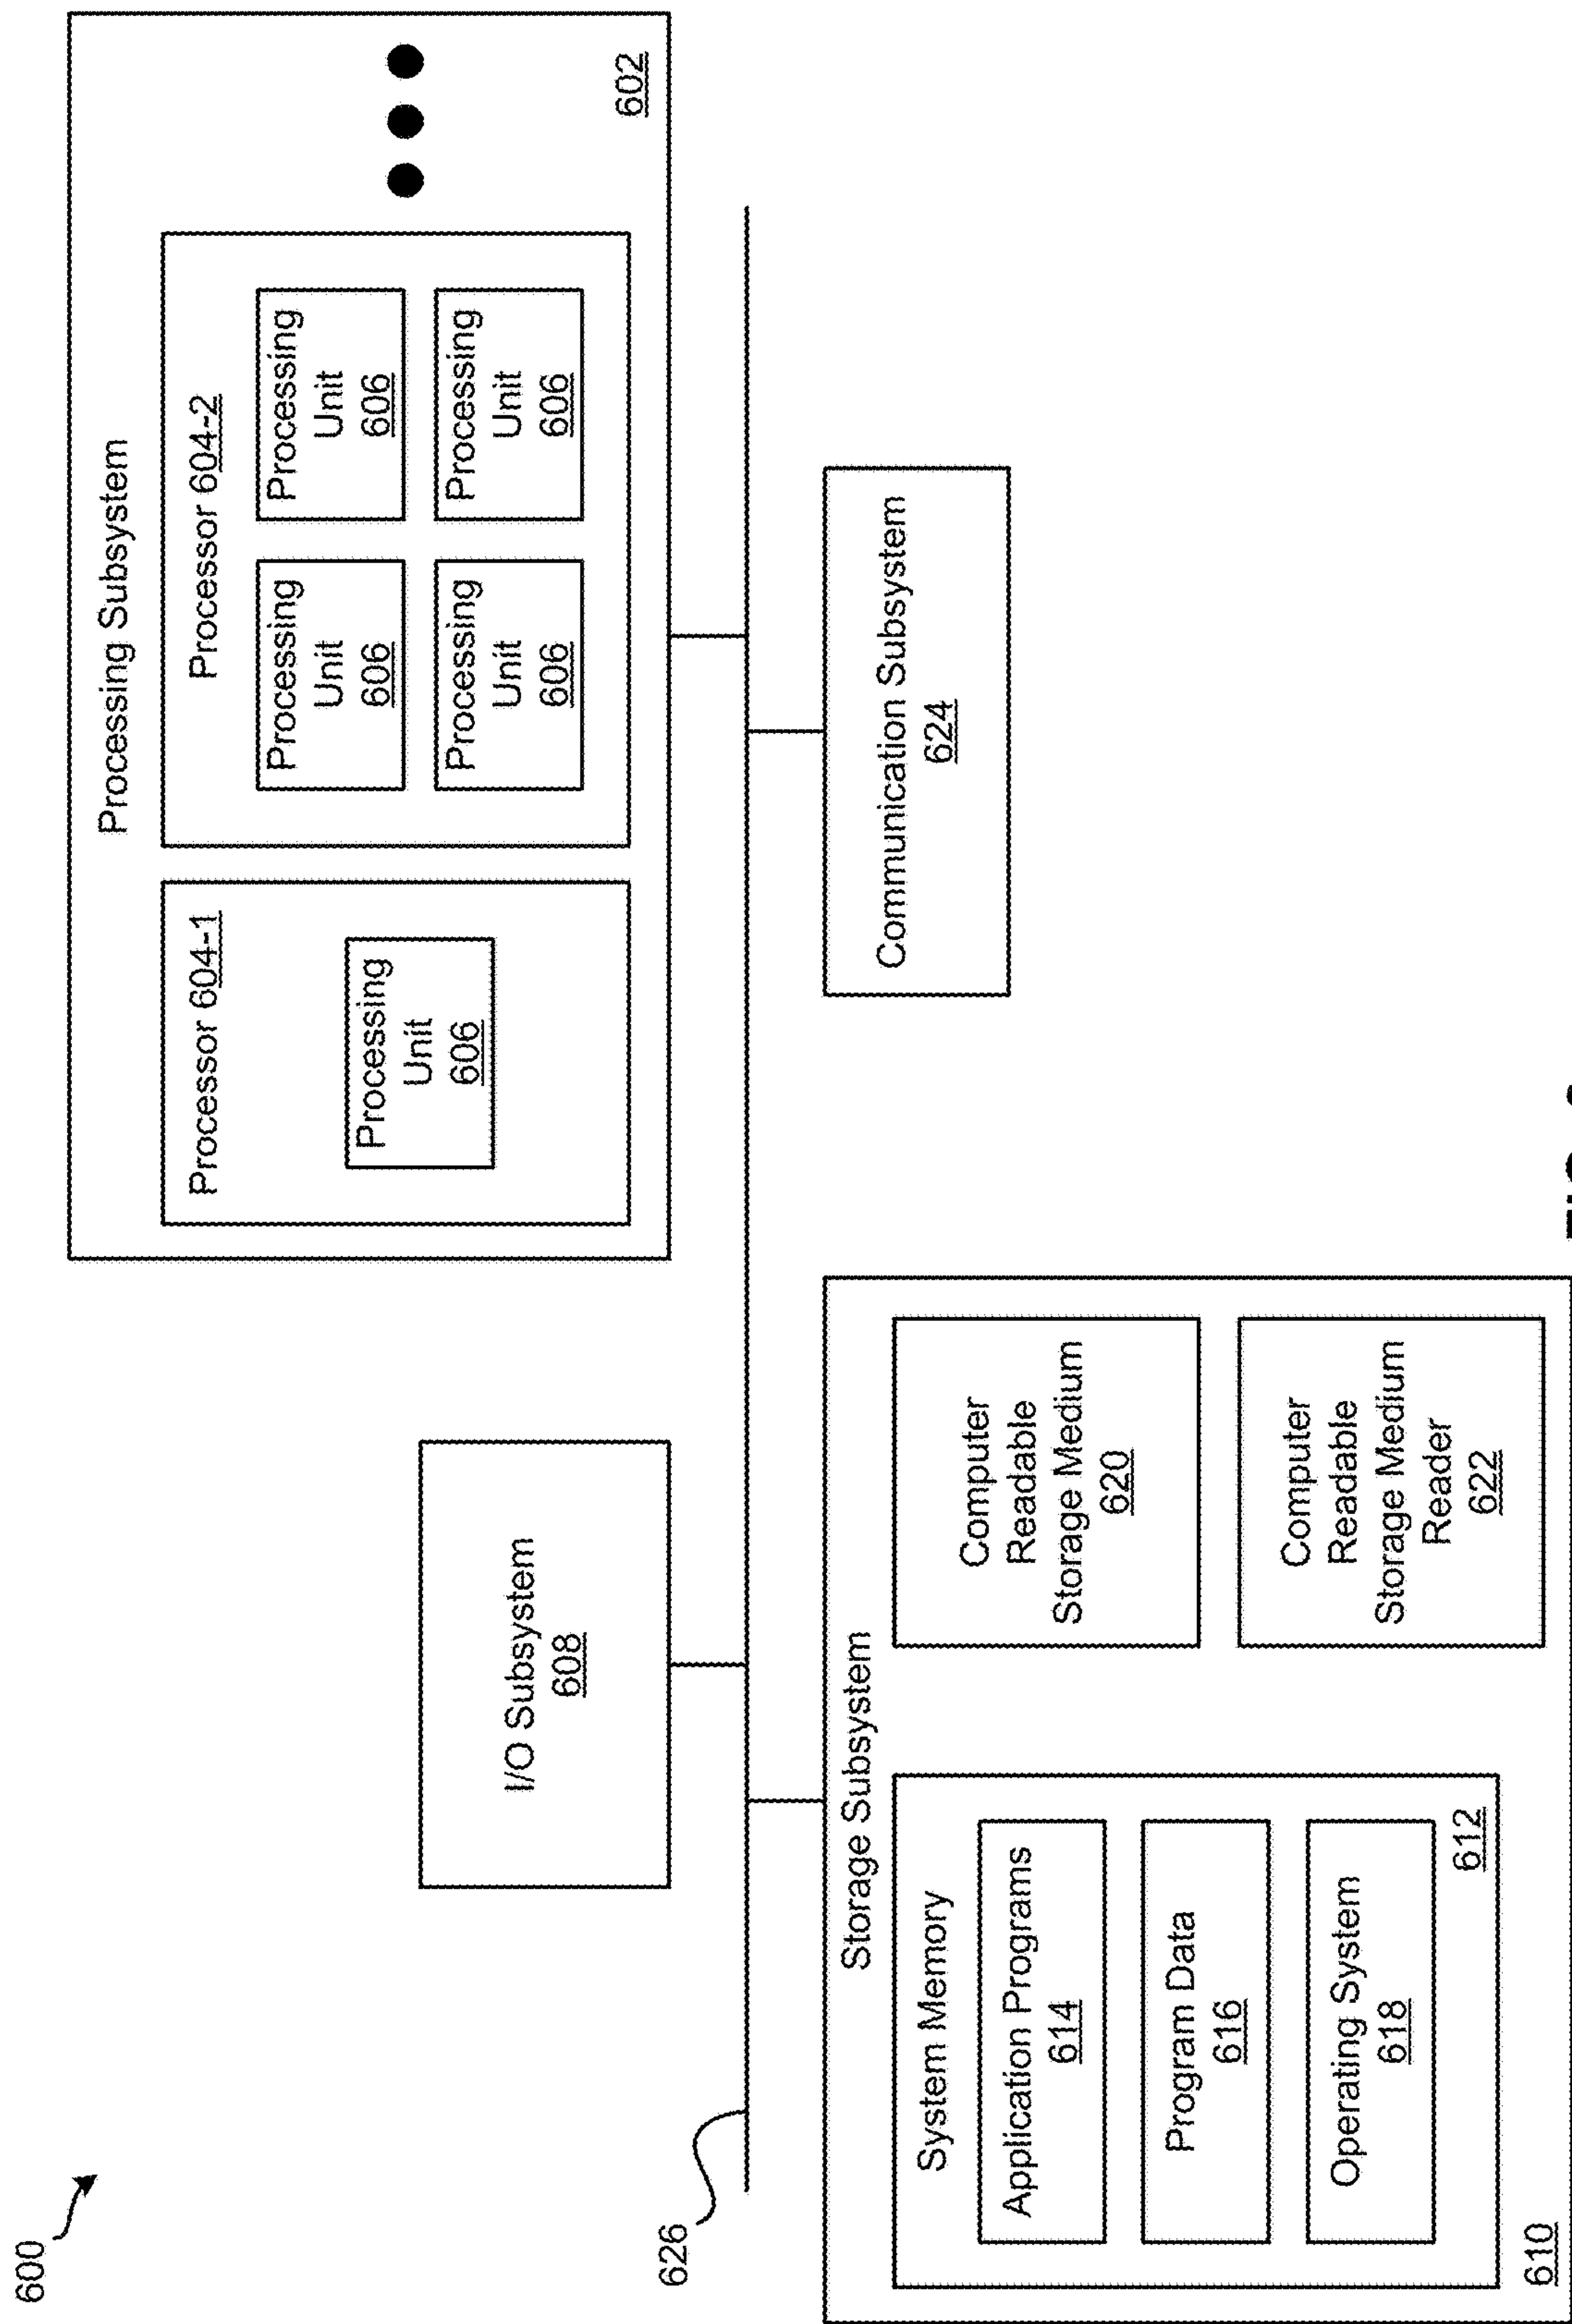 600
I/O Subsystem
608
Processing Subsystem
Processor 604-1
Processing
Unit
606
Processor 604-2
Processing
Unit
606
Processing
Unit
606
Processing
Unit
606
Processing
Unit
606
602
626
Storage Subsystem
System Memory
Application Programs
614
Program Data
616
Operating System
618
612
Computer
Readable
Storage Medium
620
Computer
Readable
Storage Medium
Reader
622
610
Communication Subsystem
624